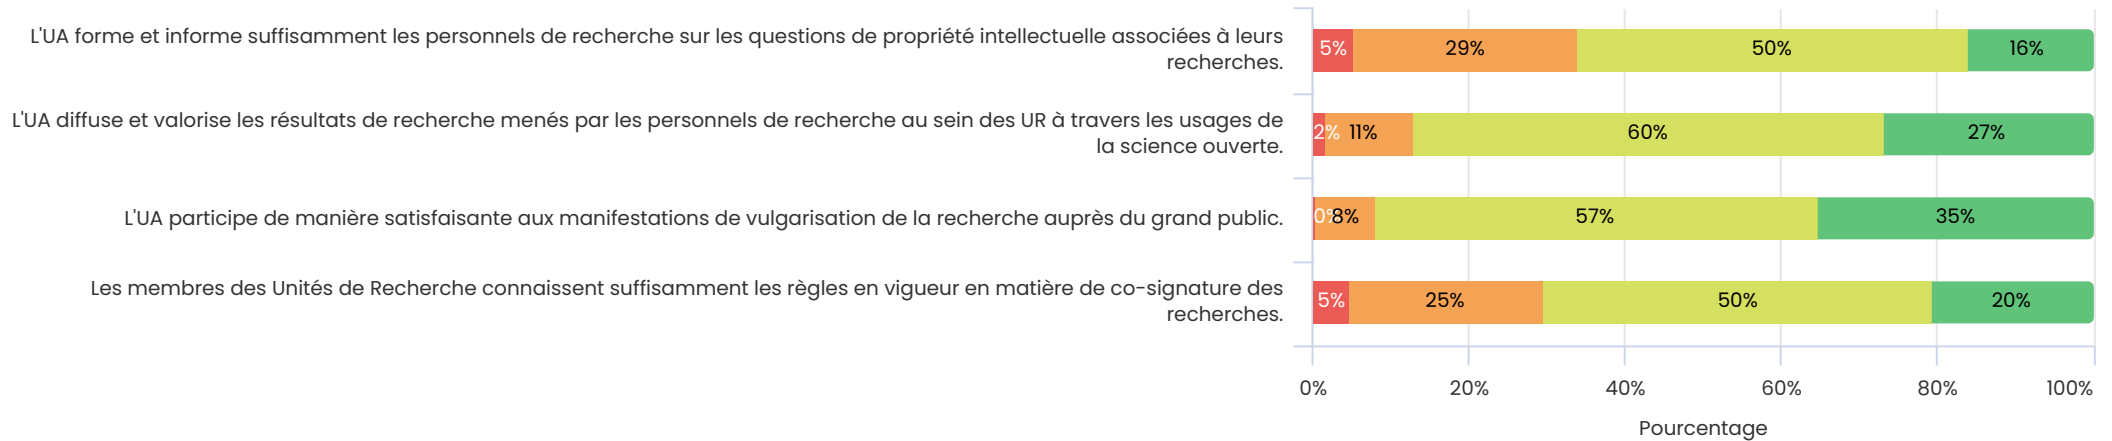 L'UA forme et informe suffisamment les personnels de recherche sur les questions de propriété intellectuelle associées à leurs
recherches.
5% 29% 50% 16%
L'UA diffuse et valorise les résultats de recherche menés par les personnels de recherche au sein des UR à travers les usages de
la science ouverte.
2% 11% 60% 27%
L'UA participe de manière satisfaisante aux manifestations de vulgarisation de la recherche auprès du grand public.
0% 8% 57% 35%
Les membres des Unités de Recherche connaissent suffisamment les règles en vigueur en matière de co-signature des
recherches.
5% 25% 50% 20%
0% 20% 40% 60% 80% 100%
Pourcentage